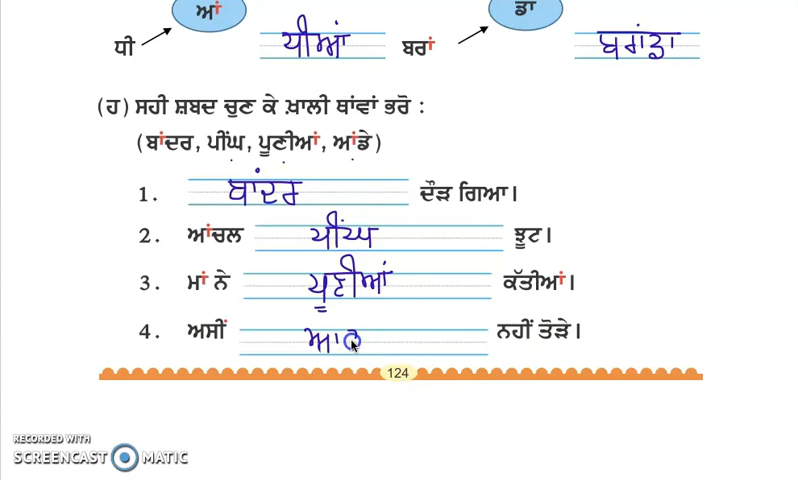 ਆਂ ਡਾ
ਧੀ ਧੀਆਂ ਬਰਾਂ ਬਰਾਂਡਾ
(ਹ) ਸਹੀ ਸ਼ਬਦ ਚੁਣ ਕੇ ਖ਼ਾਲੀ ਥਾਂਵਾਂ ਭਰੋ :
(ਬਾਂਦਰ, ਪੀਂਘ, ਪੂਣੀਆਂ, ਆਂਡੇ)
1. ਬਾਂਦਰ ਦੌੜ ਗਿਆ।
2. ਆਂਚਲ ਪੀਂਘ ਝੂਟ।
3. ਮਾਂ ਨੇ ਪੂਣੀਆਂ ਕੱਤੀਆਂ।
4. ਅਸੀਂ ਨਹੀਂ ਤੋੜੇ।
124
RECORDED WITH
SCREENCAST MATIC